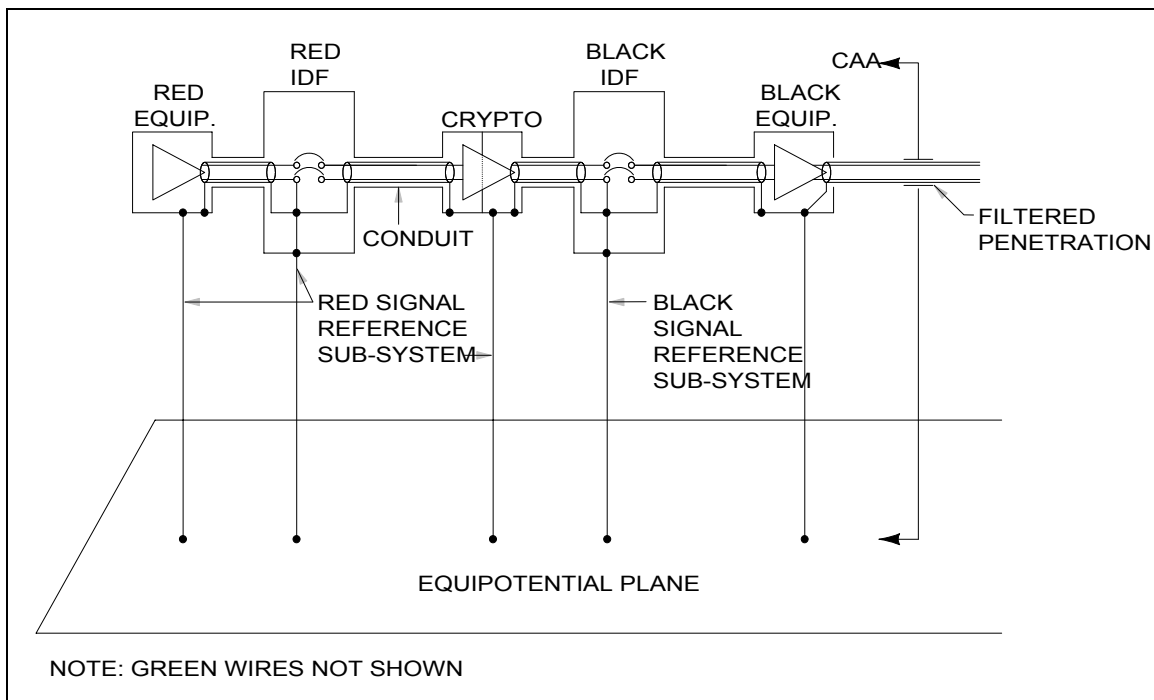 RED
IDF
BLACK
IDF
CAA
RED
EQUIP.
CRYPTO
BLACK
EQUIP.
CONDUIT
FILTERED
PENETRATION
RED SIGNAL
REFERENCE
SUB-SYSTEM
BLACK
SIGNAL
REFERENCE
SUB-SYSTEM
EQUIPOTENTIAL PLANE
NOTE: GREEN WIRES NOT SHOWN